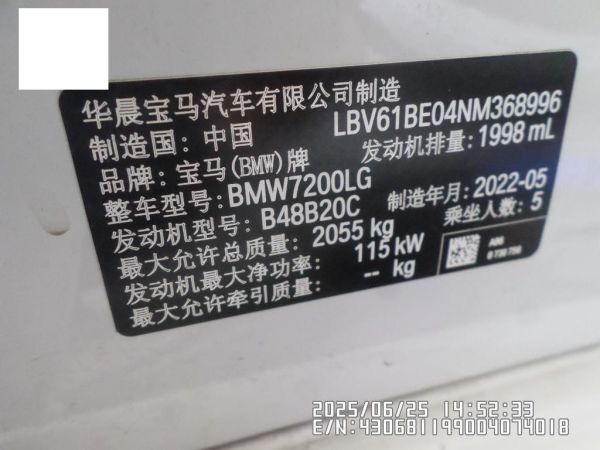 华晨宝马汽车有限公司制造
制造国: 中国 LBV61BE04NM368996
品牌: 宝马(BMW)牌 发动机排量: 1998 mL
整车型号: BMW7200LG
发动机型号: B48B20C 制造年月: 2022-05
最大允许总质量: 2055 kg 乘坐人数: 5
发动机最大净功率: 115 kW
最大允许牵引质量: -- kg
2025/06/25 14:52:33
E/N:43068119900407​4018